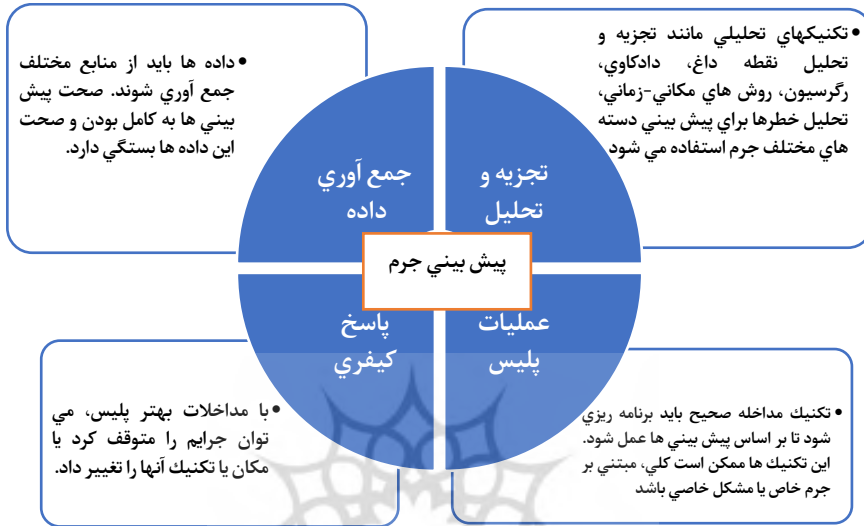 • تكنيكهاي تحليلي مانند تجزيه و
تحليل نقطه داغ، دادكاوي،
رگرسيون، روش هاي مكاني-زماني،
تحليل خطرها براي پيش بيني دسته
هاي مختلف جرم استفاده مي شود
• داده ها بايد از منابع مختلف
جمع آوري شوند. صحت پيش
بيني ها به كامل بودن و صحت
اين داده ها بستگي دارد.
تجزيه و
تحليل
جمع آوري
داده
پيش بيني جرم
عمليات
پليس
پاسخ
كيفري
• تكنيك مداخله صحيح بايد برنامه ريزي
شود تا بر اساس پيش بيني ها عمل شود.
اين تكنيك ها ممكن است كلي، مبتني بر
جرم خاص يا مشكل خاصي باشد
• با مداخلات بهتر پليس، مي
توان جرايم را متوقف كرد يا
مكان يا تكنيك آنها را تغيير داد.